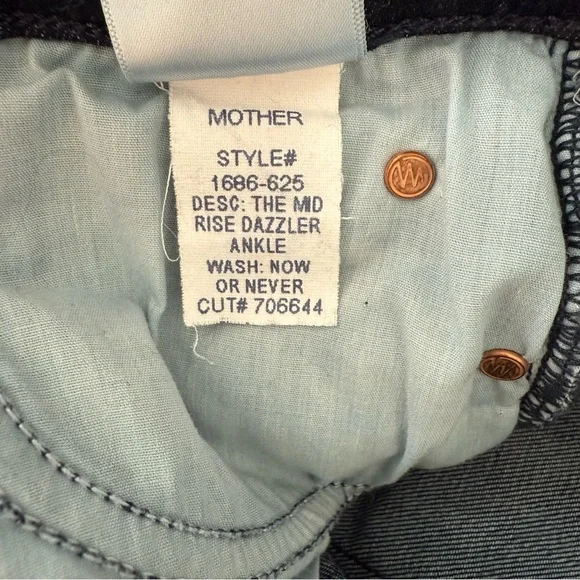 MOTHER
STYLE#
1686-625
DESC: THE MID
RISE DAZZLER
ANKLE
WASH: NOW
OR NEVER
CUT# 706644